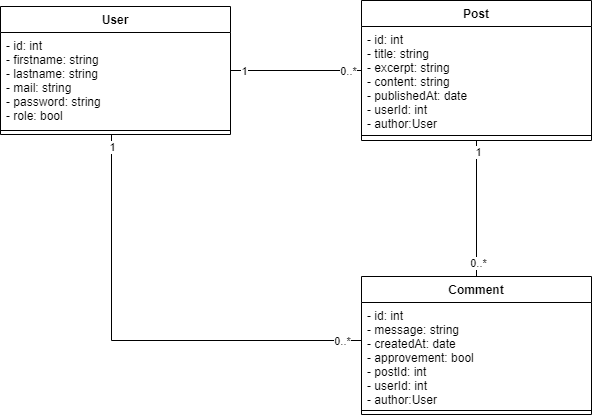 User
- id: int
- firstname: string
- lastname: string
- mail: string
- password: string
- role: bool
1
0..*
Post
- id: int
- title: string
- excerpt: string
- content: string
- publishedAt: date
- userId: int
- author:User
1
1
0..*
0..*
Comment
- id: int
- message: string
- createdAt: date
- approvement: bool
- postId: int
- userId: int
- author:User